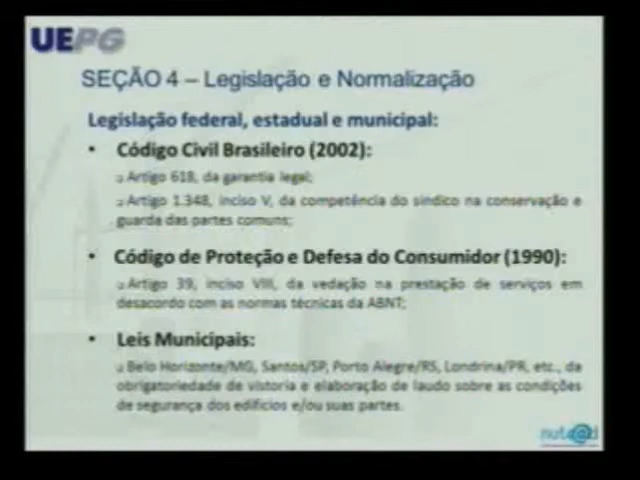 UEPG
SEÇÃO 4 – Legislação e Normalização
Legislação federal, estadual e municipal:
• Código Civil Brasileiro (2002):
Artigo 618, da garantia legal;
Artigo 1.348, inciso V, da competência do síndico na conservação e
guarda das partes comuns;
• Código de Proteção e Defesa do Consumidor (1990):
Artigo 39, inciso VIII, da vedação na prestação de serviços em
desacordo com as normas técnicas da ABNT;
• Leis Municipais:
Belo Horizonte/MG, Santos/SP, Porto Alegre/RS, Londrina/PR, etc., da
obrigatoriedade de vistoria e elaboração de laudo sobre as condições
de segurança dos edifícios e/ou suas partes.
nute@d